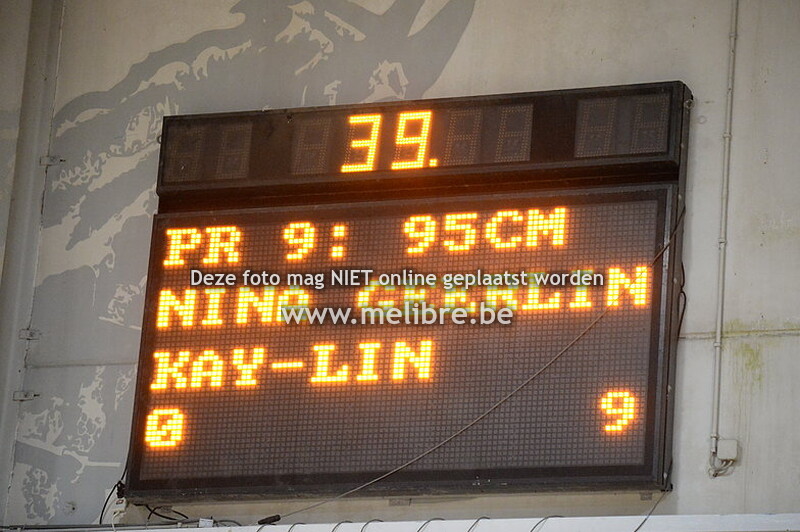 39.
PR 9: 95CM
Deze foto mag NIET online geplaatst worden
NINA
www.melibre.be
KAY-LIN
0 9